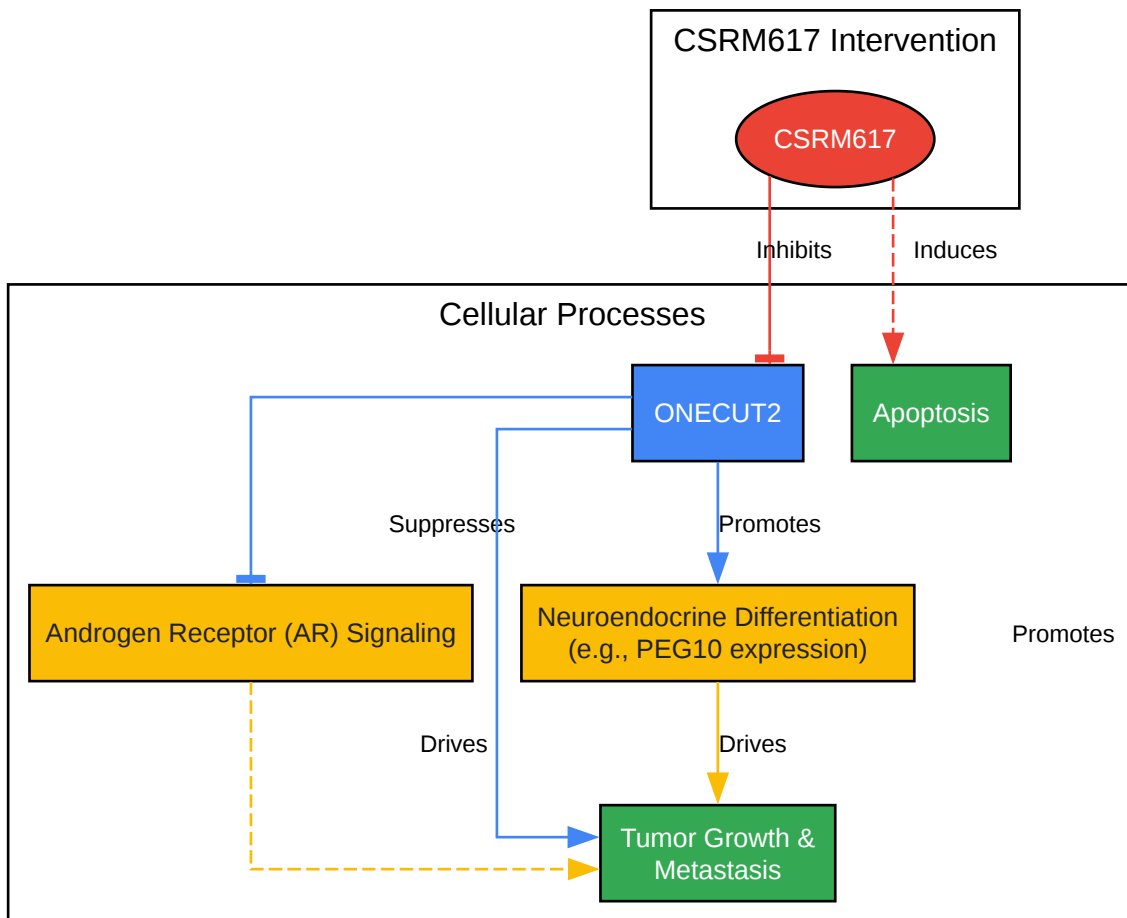 CSRM617 Intervention
CSRM617
Inhibits
Induces
Cellular Processes
ONECUT2
Apoptosis
Suppresses
Promotes
Androgen Receptor (AR) Signaling
Neuroendocrine Differentiation
(e.g., PEG10 expression)
Promotes
Drives
Drives
Tumor Growth &
Metastasis